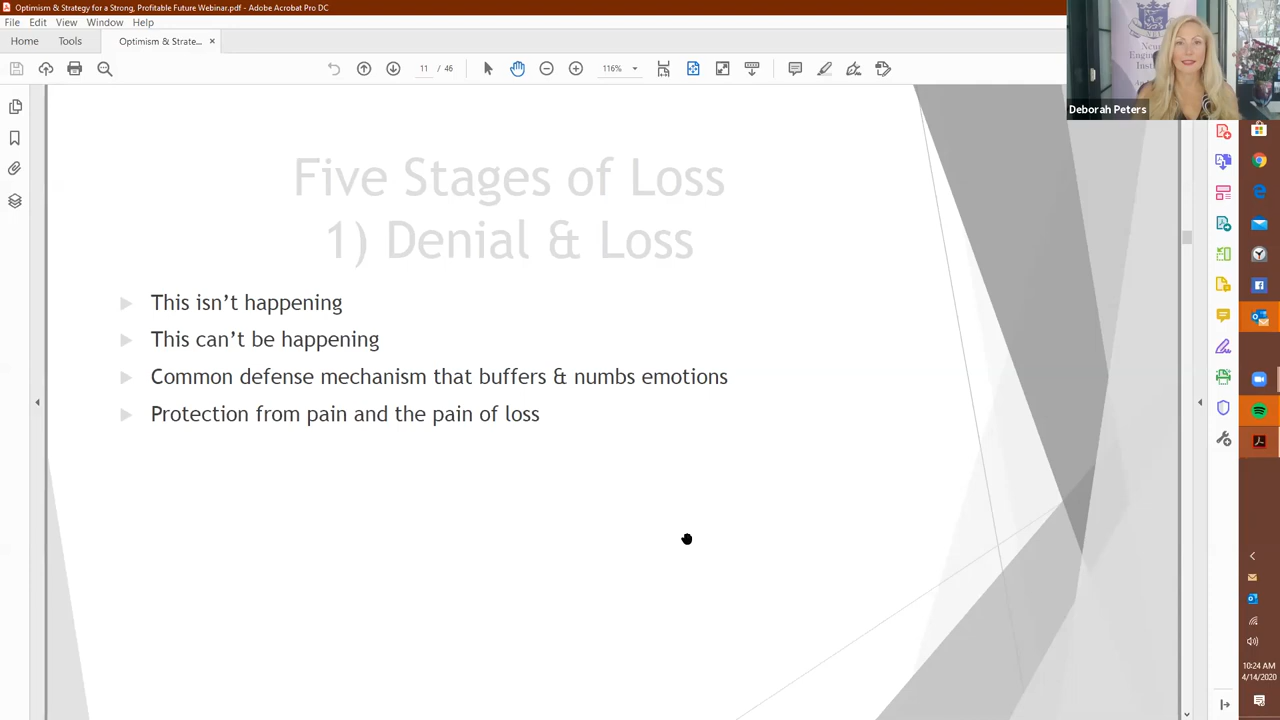 Optimism & Strategy for a Strong, Profitable Future Webinar.pdf - Adobe Acrobat Pro DC
File Edit View Window Help
Home Tools Optimism & Strate... ×
11 / 46 116%
Deborah Peters
Five Stages of Loss
1) Denial & Loss
This isn’t happening
This can’t be happening
Common defense mechanism that buffers & numbs emotions
Protection from pain and the pain of loss
10:24 AM
4/14/2020